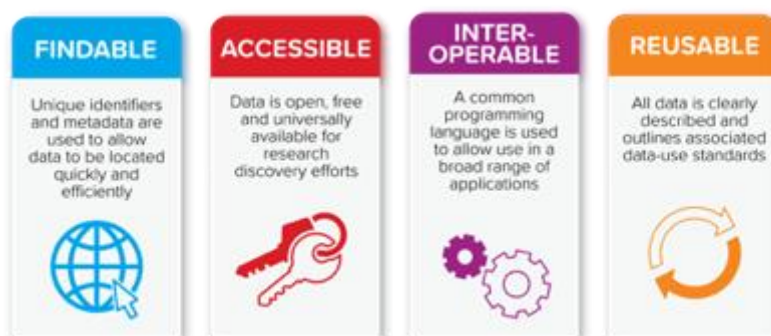 FINDABLE
Unique identifiers
and metadata are
used to allow
data to be located
quickly and
efficiently
ACCESSIBLE
Data is open, free
and universally
available for
research
discovery efforts
INTER-
OPERABLE
A common
programming
language is used
to allow use in a
broad range of
applications
REUSABLE
All data is clearly
described and
outlines associated
data-use standards